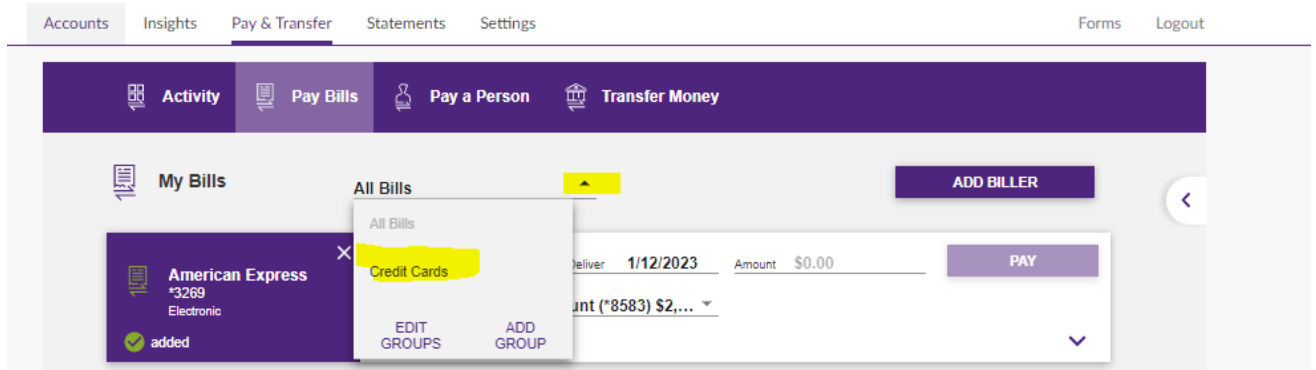 Accounts Insights Pay & Transfer Statements Settings Forms Logout
Activity Pay Bills Pay a Person Transfer Money
My Bills All Bills ADD BILLER
All Bills
American Express Credit Cards Deliver 1/12/2023 Amount $0.00 PAY
*3269
Electronic
(*8583) $2,...
EDIT GROUPS ADD GROUP
added